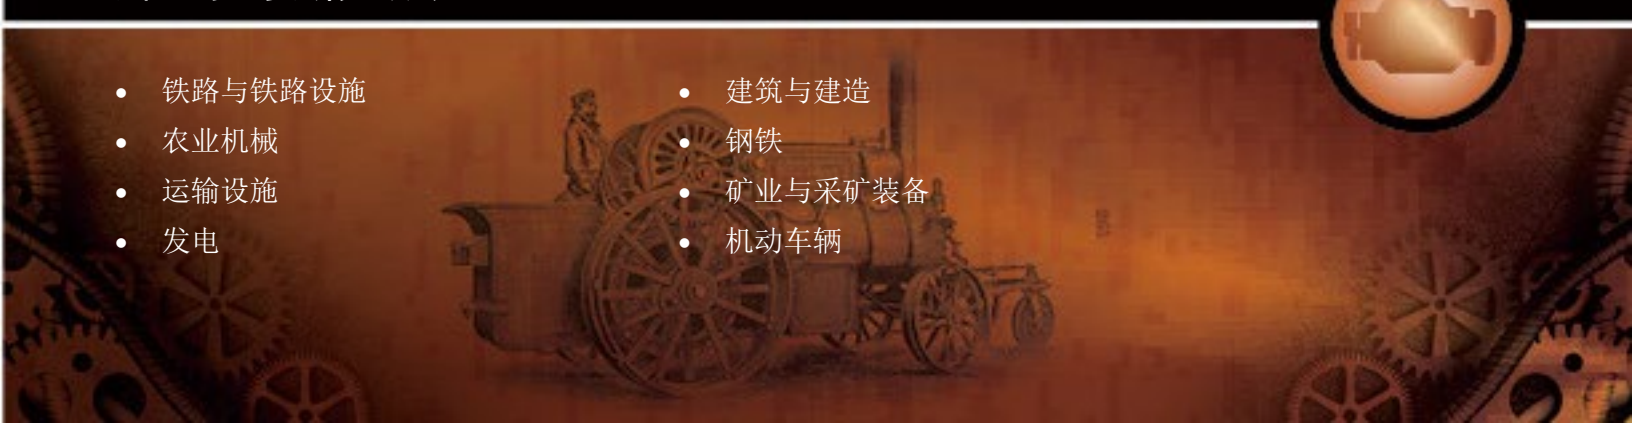 铁路与铁路设施
农业机械
运输设施
发电
建筑与建造
钢铁
矿业与采矿装备
机动车辆